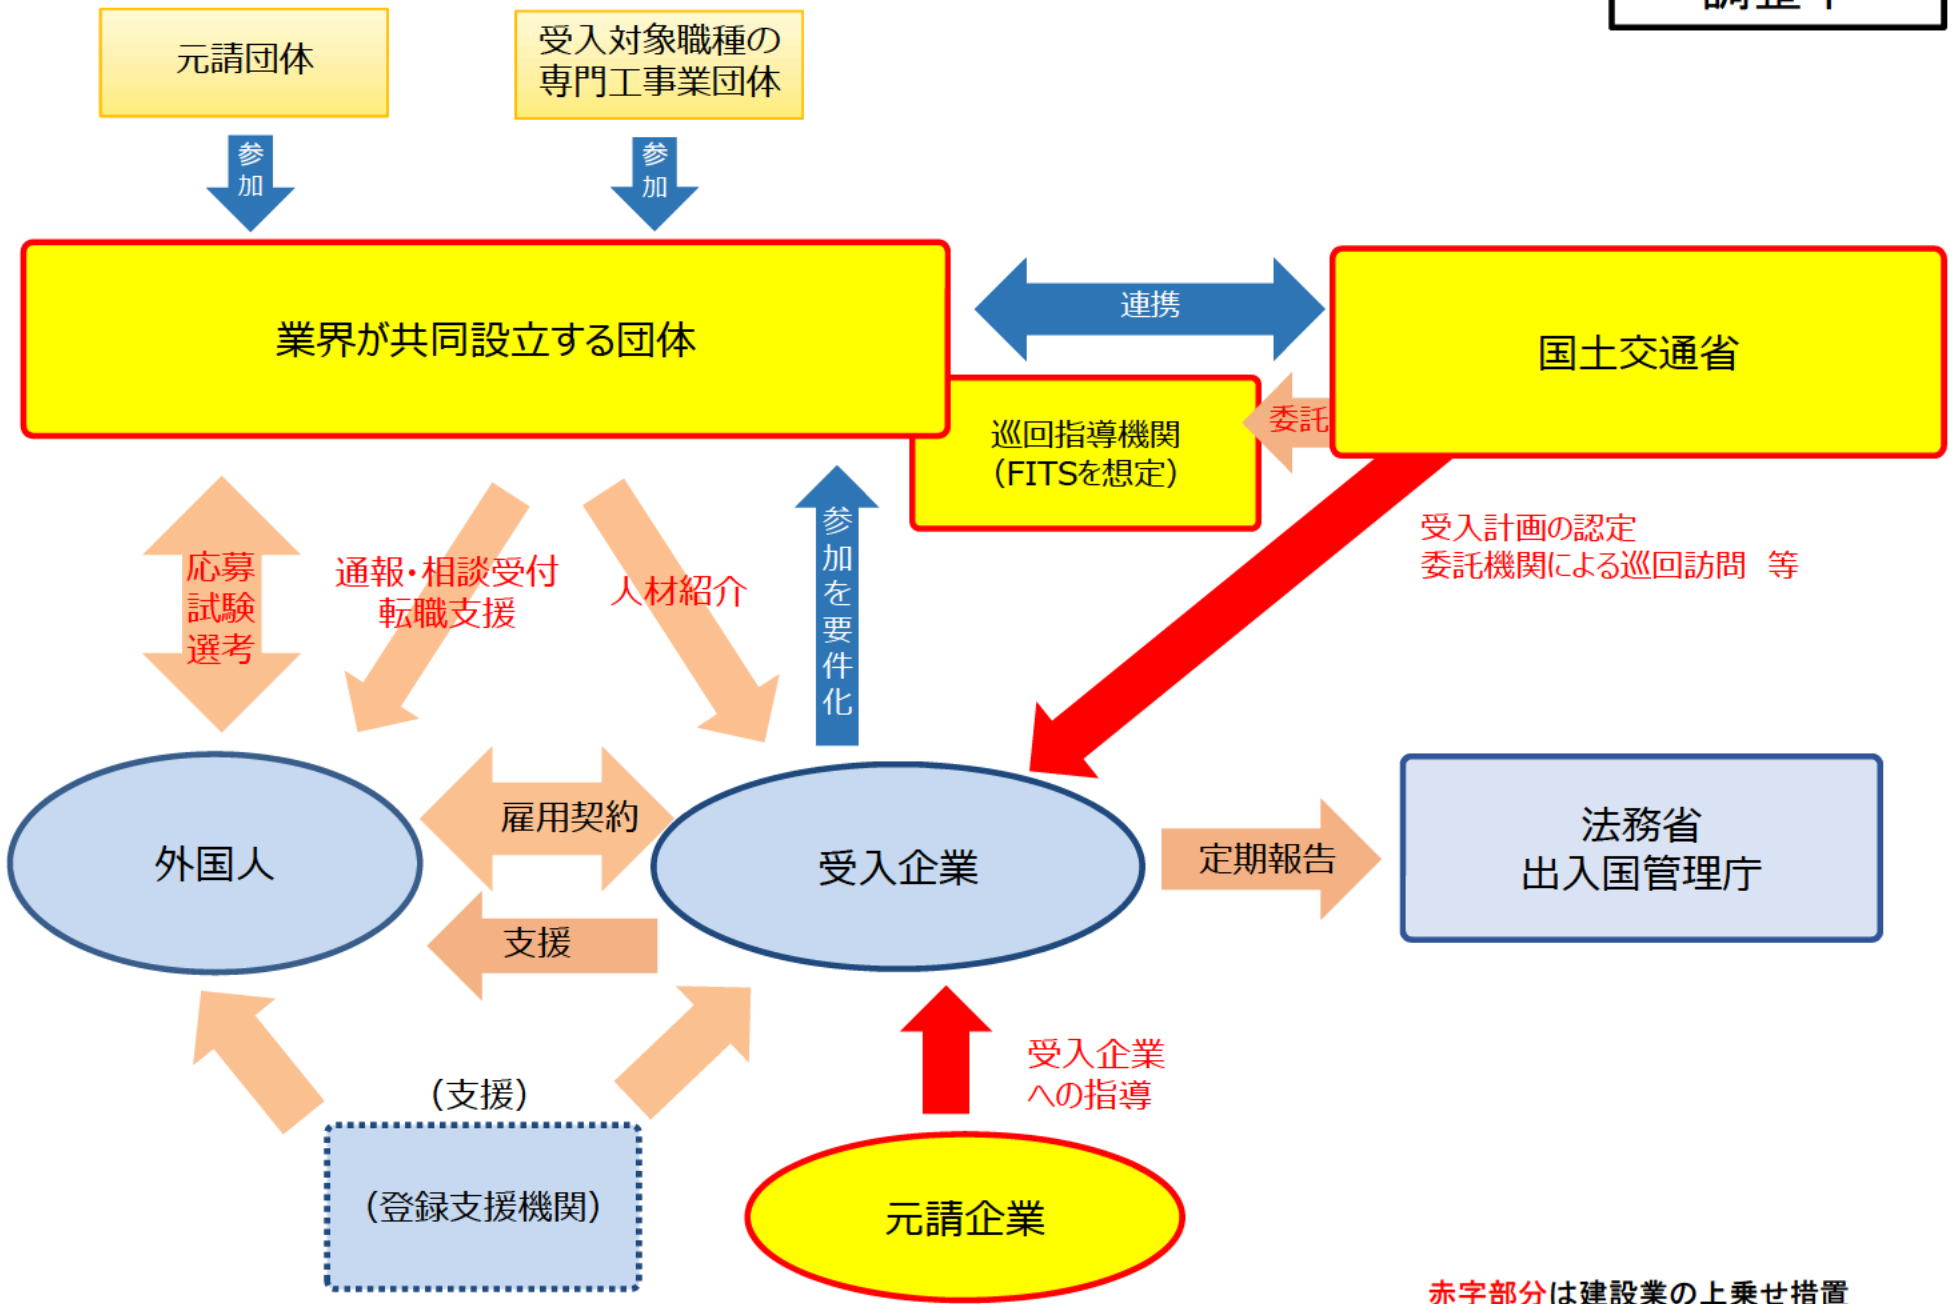 元請団体
受入対象職種の
専門工事業団体
参加
参加
業界が共同設立する団体
連携
国土交通省
委託
巡回指導機関
(FITSを想定)
応募
試験
選考
通報・相談受付
転職支援
人材紹介
参加を要件化
受入計画の認定
委託機関による巡回訪問 等
外国人
雇用契約
受入企業
支援
定期報告
法務省
出入国管理庁
(支援)
(登録支援機関)
受入企業
への指導
元請企業
赤字部分は建設業の上乗せ措置